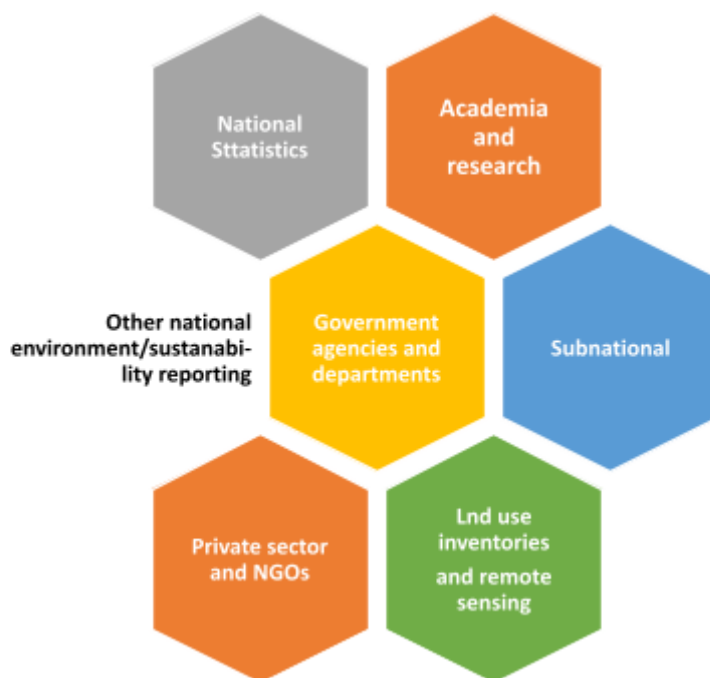 National
Sttatistics
Academia
and
research
Other national
environment/sustanabi-
lity reporting
Government
agencies and
departments
Subnational
Private sector
and NGOs
Lnd use
inventories
and remote
sensing